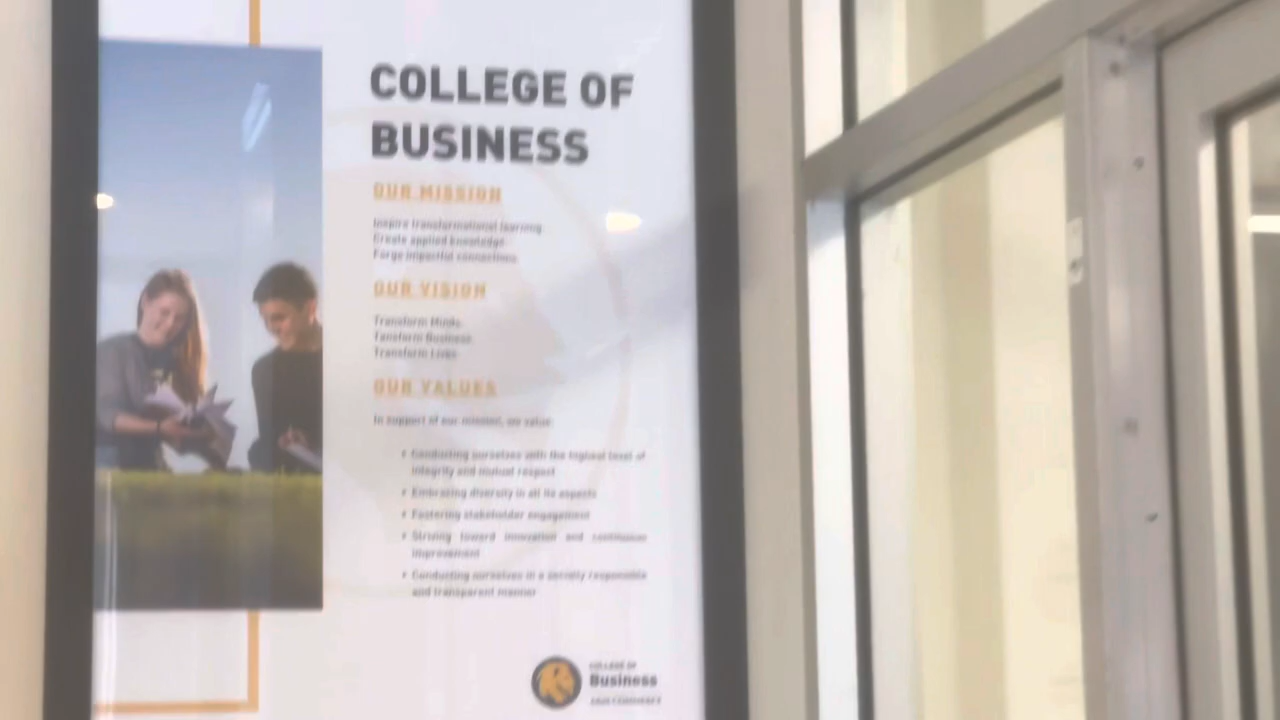 COLLEGE OF
BUSINESS
OUR MISSION
Inspire transformational learning.
Create applied knowledge.
Forge impactful connections.
OUR VISION
Transform Minds.
Tansform Business.
Transform Lives.
OUR VALUES
In support of our mission, we value:
• Conducting ourselves with the highest level of
integrity and mutual respect
• Embracing diversity in all its aspects
• Fostering stakeholder engagement
• Striving toward innovation and continuous
improvement
• Conducting ourselves in a socially responsible
and transparent manner
COLLEGE OF
Business